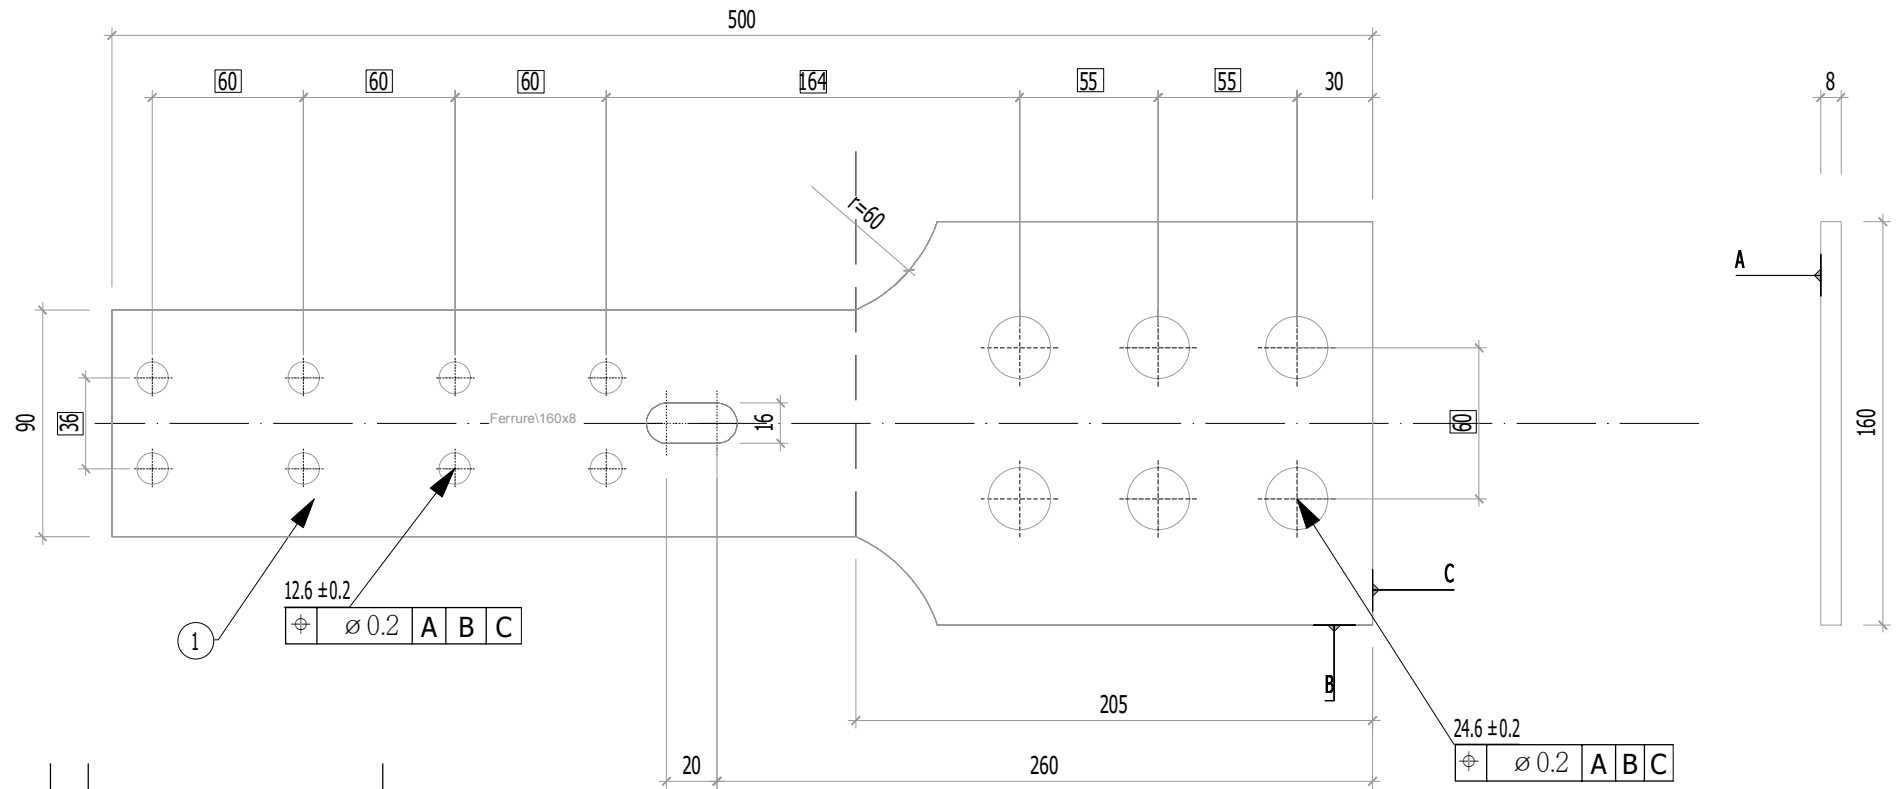 500
60 60 60 164 55 55 30 8
r=60
A
90 36 Ferrure\160x8 16 60 160
C
12.6 ±0.2
⌖ ⌀ 0.2 A B C
1
B
205
24.6 ±0.2
⌖ ⌀ 0.2 A B C
20 260